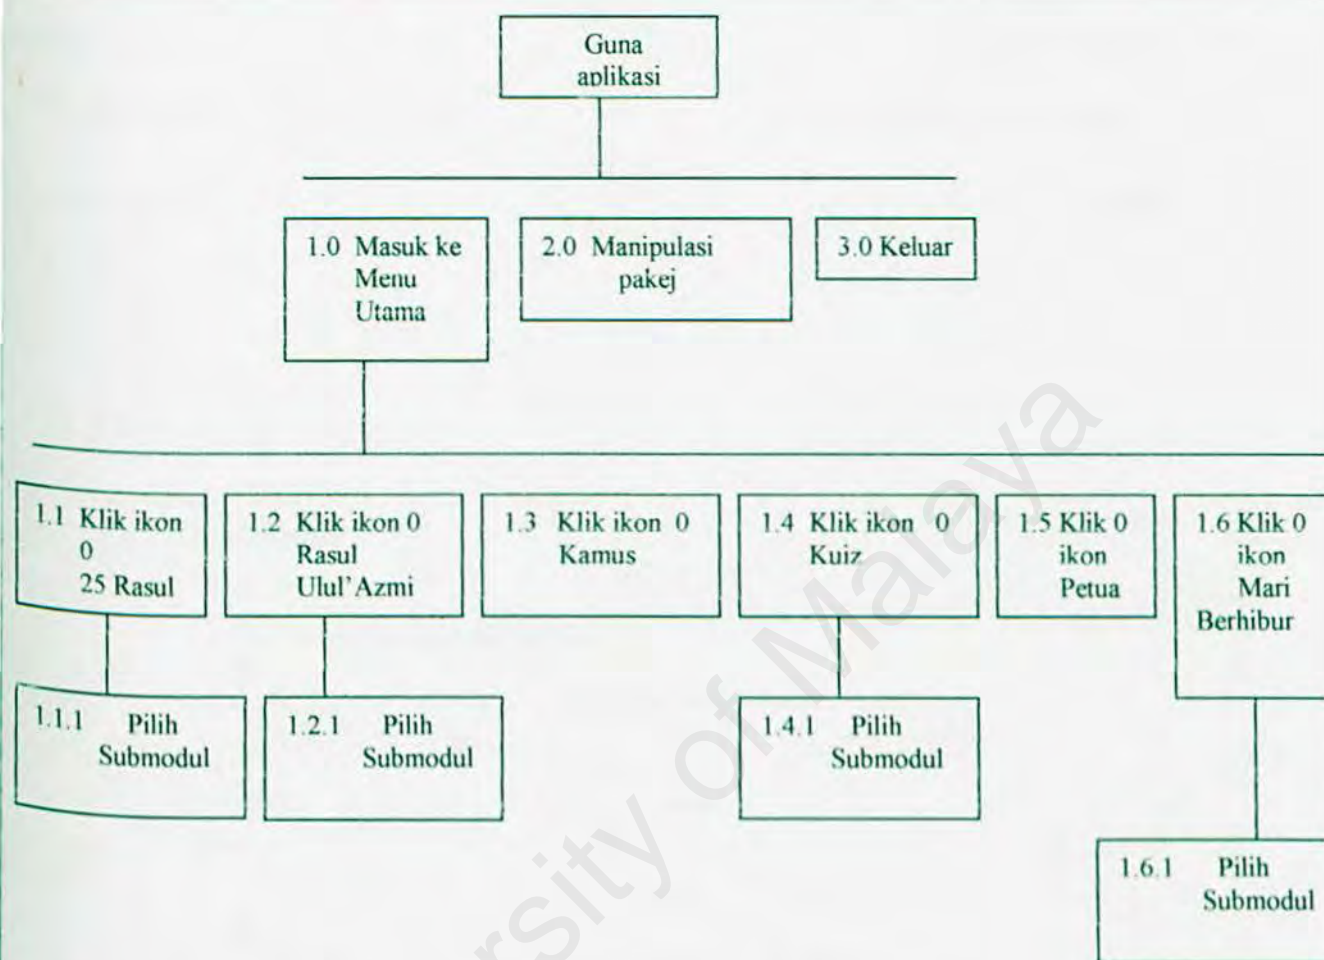 Guna
aplikasi
1.0 Masuk ke
Menu
Utama
2.0 Manipulasi
pakej
3.0 Keluar
1.1 Klik ikon
0
25 Rasul
1.2 Klik ikon 0
Rasul
Ulul'Azmi
1.3 Klik ikon 0
Kamus
1.4 Klik ikon 0
Kuiz
1.5 Klik 0
ikon
Petua
1.6 Klik 0
ikon
Mari
Berhibur
1.1.1 Pilih
Submodul
1.2.1 Pilih
Submodul
1.4.1 Pilih
Submodul
1.6.1 Pilih
Submodul
rsity of Malaya